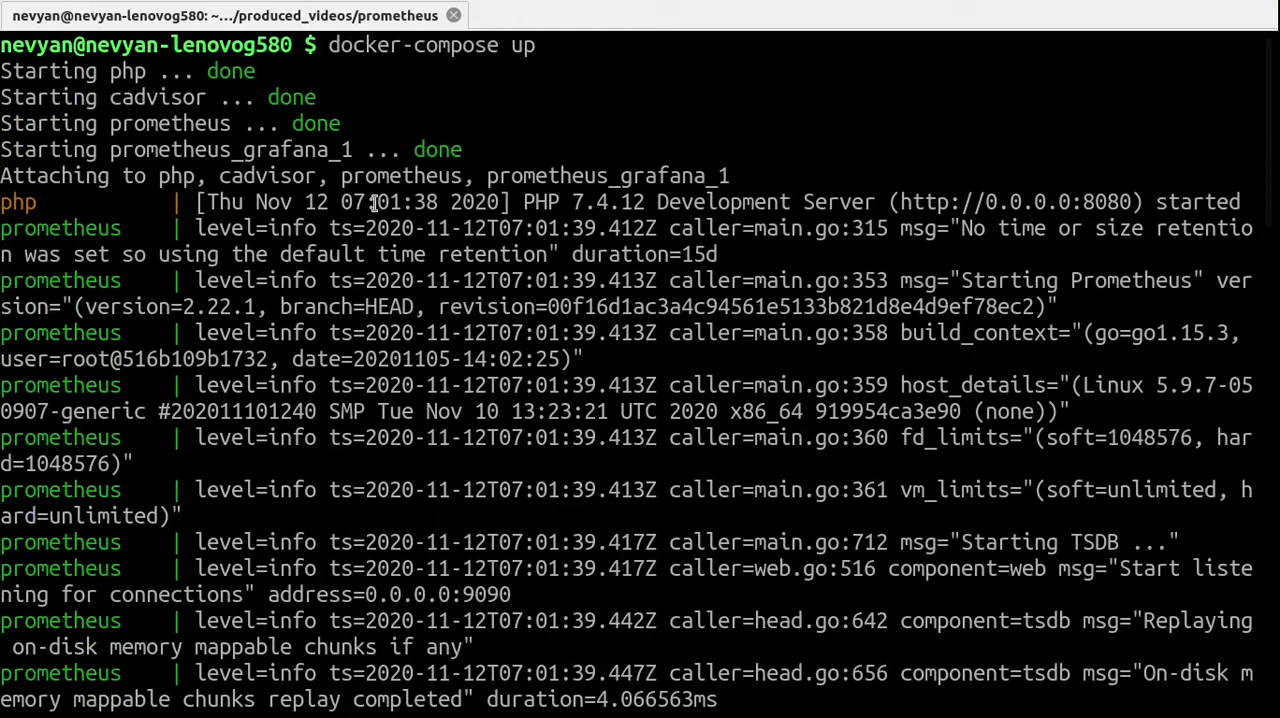 nevyan@nevyan-lenovog580: ~.../produced_videos/prometheus
nevyan@nevyan-lenovog580 $ docker-compose up
Starting php ... done
Starting cadvisor ... done
Starting prometheus ... done
Starting prometheus_grafana_1 ... done
Attaching to php, cadvisor, prometheus, prometheus_grafana_1
php | [Thu Nov 12 07:01:38 2020] PHP 7.4.12 Development Server (http://0.0.0.0:8080) started
prometheus | level=info ts=2020-11-12T07:01:39.412Z caller=main.go:315 msg="No time or size retentio
n was set so using the default time retention" duration=15d
prometheus | level=info ts=2020-11-12T07:01:39.413Z caller=main.go:353 msg="Starting Prometheus" ver
sion="(version=2.22.1, branch=HEAD, revision=00f16d1ac3a4c94561e5133b821d8e4d9ef78ec2)"
prometheus | level=info ts=2020-11-12T07:01:39.413Z caller=main.go:358 build_context="(go=go1.15.3,
user=root@516b109b1732, date=20201105-14:02:25)"
prometheus | level=info ts=2020-11-12T07:01:39.413Z caller=main.go:359 host_details="(Linux 5.9.7-05
0907-generic #202011101240 SMP Tue Nov 10 13:23:21 UTC 2020 x86_64 919954ca3e90 (none))"
prometheus | level=info ts=2020-11-12T07:01:39.413Z caller=main.go:360 fd_limits="(soft=1048576, har
d=1048576)"
prometheus | level=info ts=2020-11-12T07:01:39.413Z caller=main.go:361 vm_limits="(soft=unlimited, h
ard=unlimited)"
prometheus | level=info ts=2020-11-12T07:01:39.417Z caller=main.go:712 msg="Starting TSDB ..."
prometheus | level=info ts=2020-11-12T07:01:39.417Z caller=web.go:516 component=web msg="Start liste
ning for connections" address=0.0.0.0:9090
prometheus | level=info ts=2020-11-12T07:01:39.442Z caller=head.go:642 component=tsdb msg="Replaying
on-disk memory mappable chunks if any"
prometheus | level=info ts=2020-11-12T07:01:39.447Z caller=head.go:656 component=tsdb msg="On-disk m
emory mappable chunks replay completed" duration=4.066563ms